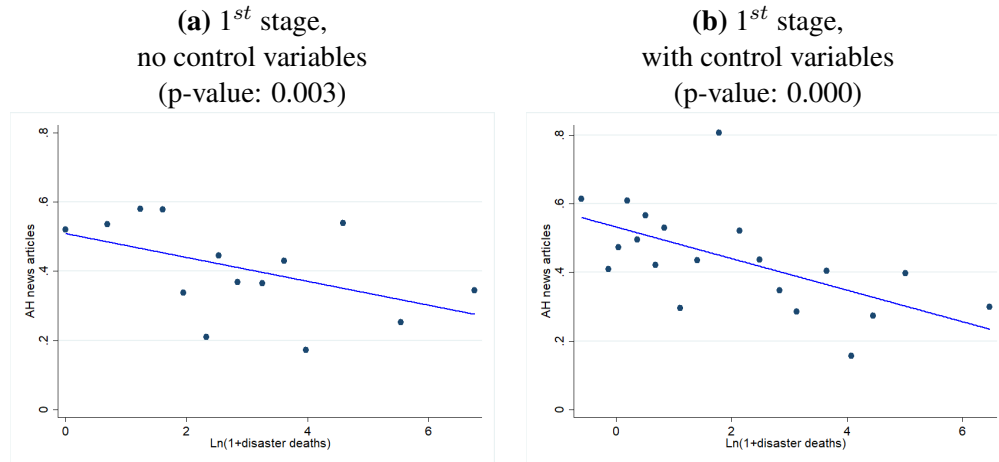 (a) 1st stage,
no control variables
(p-value: 0.003)
AH news articles
.8
.6
.4
.2
0
0 2 4 6
Ln(1+disaster deaths)
(b) 1st stage,
with control variables
(p-value: 0.000)
AH news articles
.8
.6
.4
.2
0
0 2 4 6
Ln(1+disaster deaths)